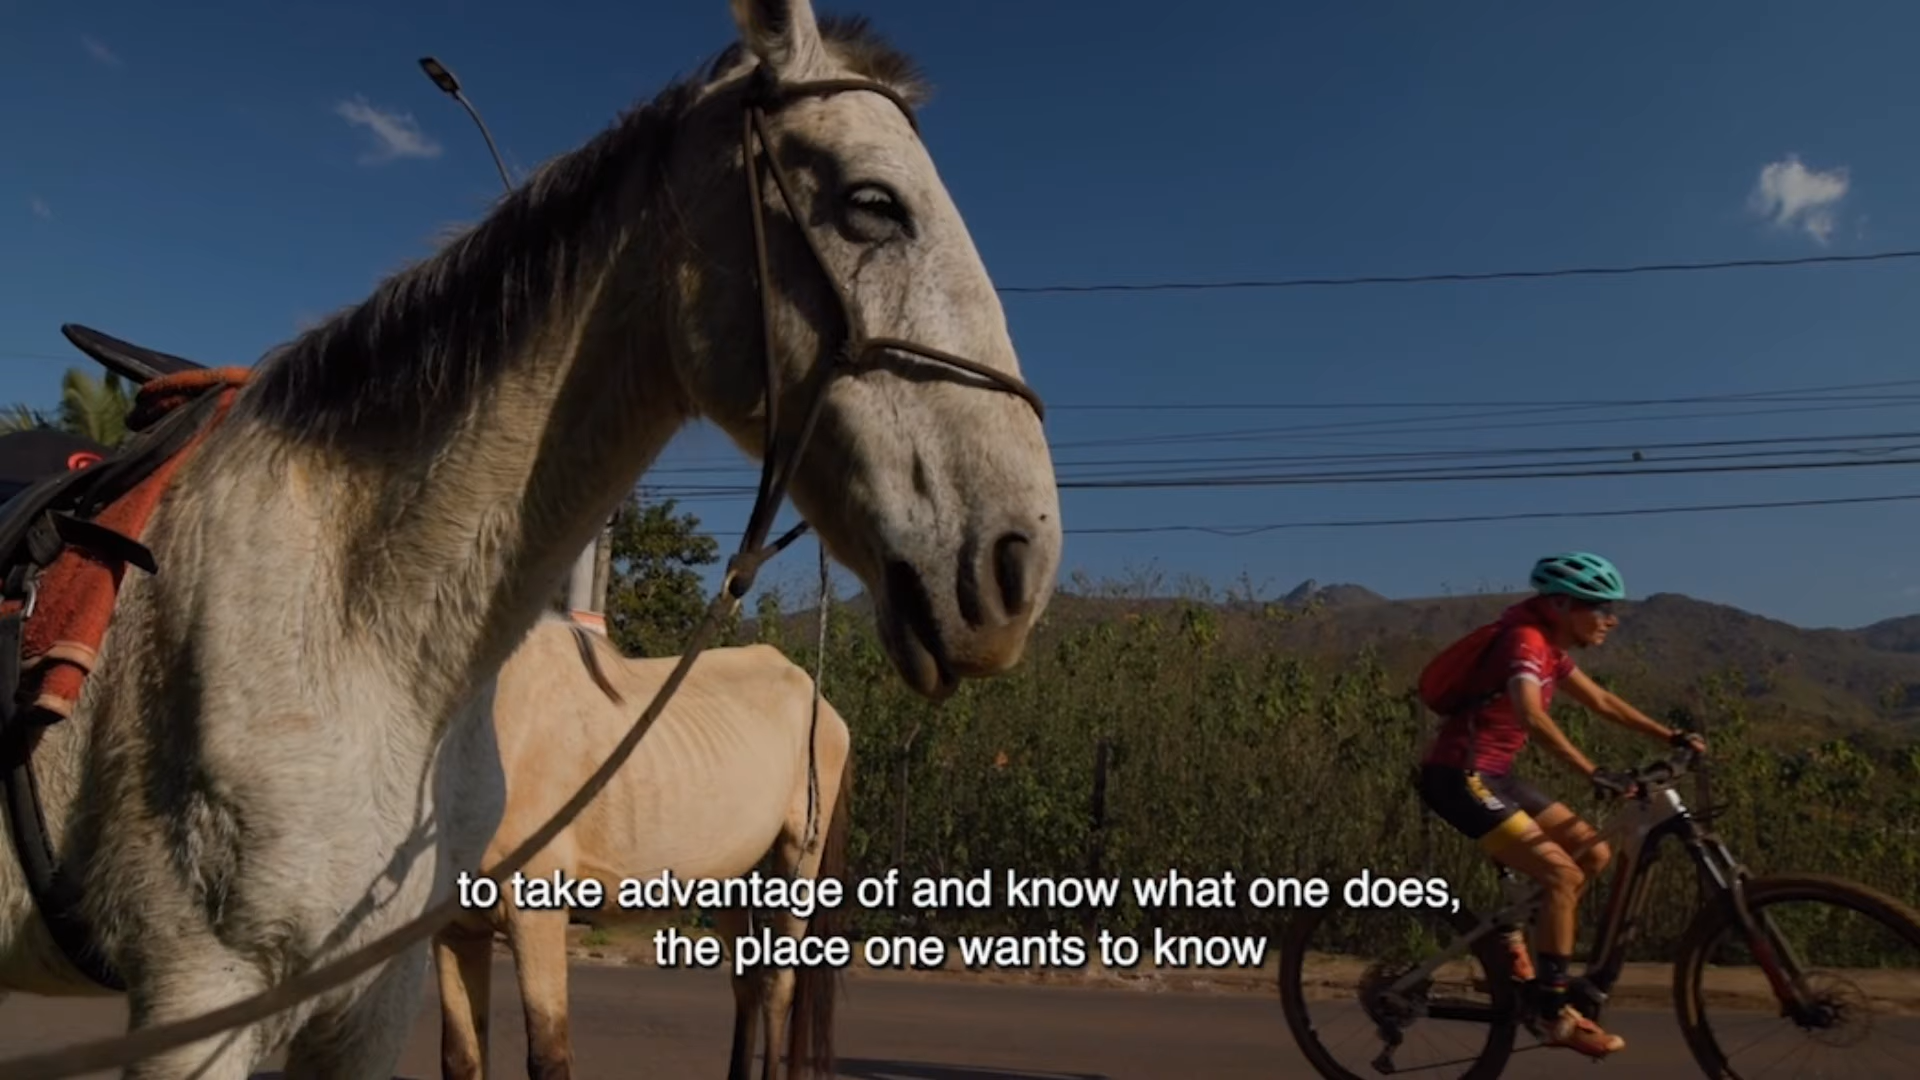 to take advantage of and know what one does,
the place one wants to know